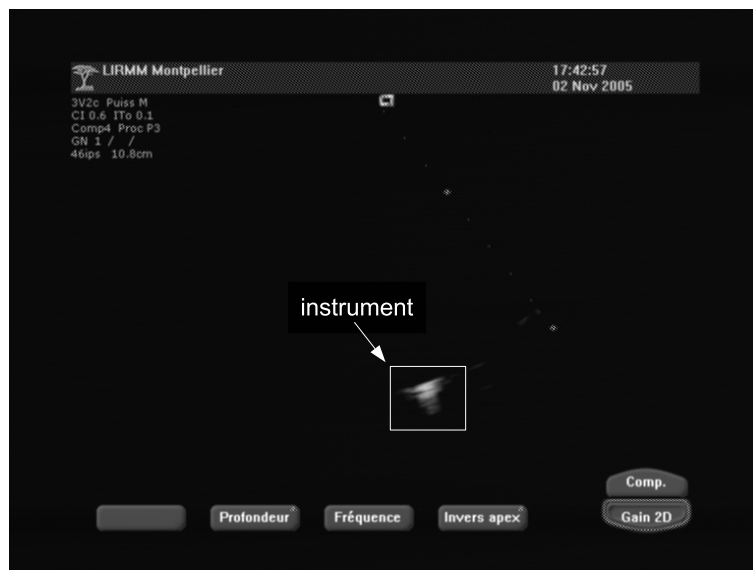 LIRMM Montpellier
17:42:57
02 Nov 2005
3V2c Puiss M
CI 0.6 ITo 0.1
Comp4 Proc P3
GN 1 / /
46ips 10.8cm
instrument
Comp.
Profondeur
Fréquence
Invers apex
Gain 2D